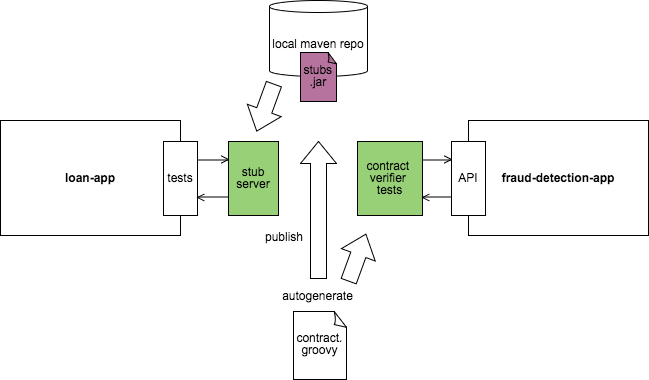 local maven repo
stubs
.jar
loan-app
tests
stub
server
contract
verifier
tests
API
fraud-detection-app
publish
autogenerate
contract.
groovy